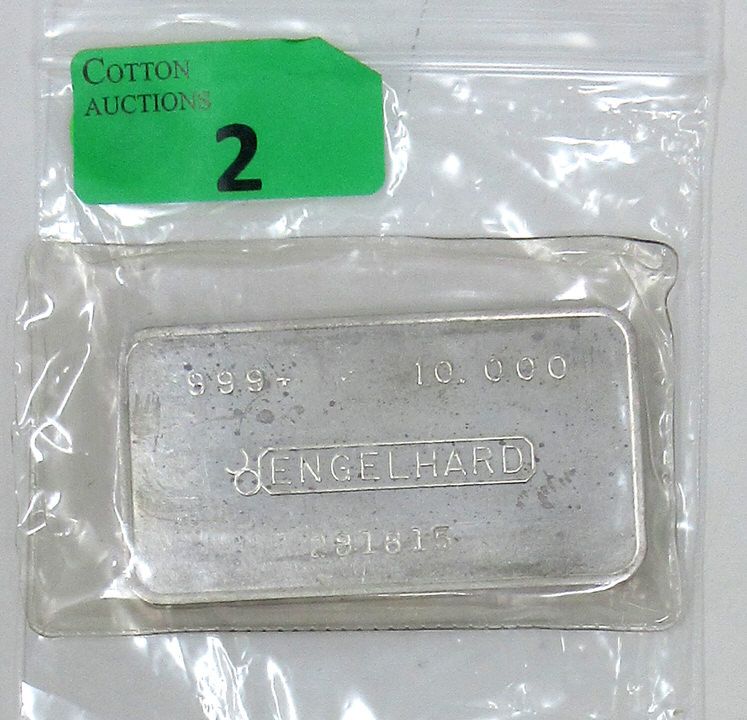 COTTON
AUCTIONS
2
999+ 10.000
ENGELHARD
291815